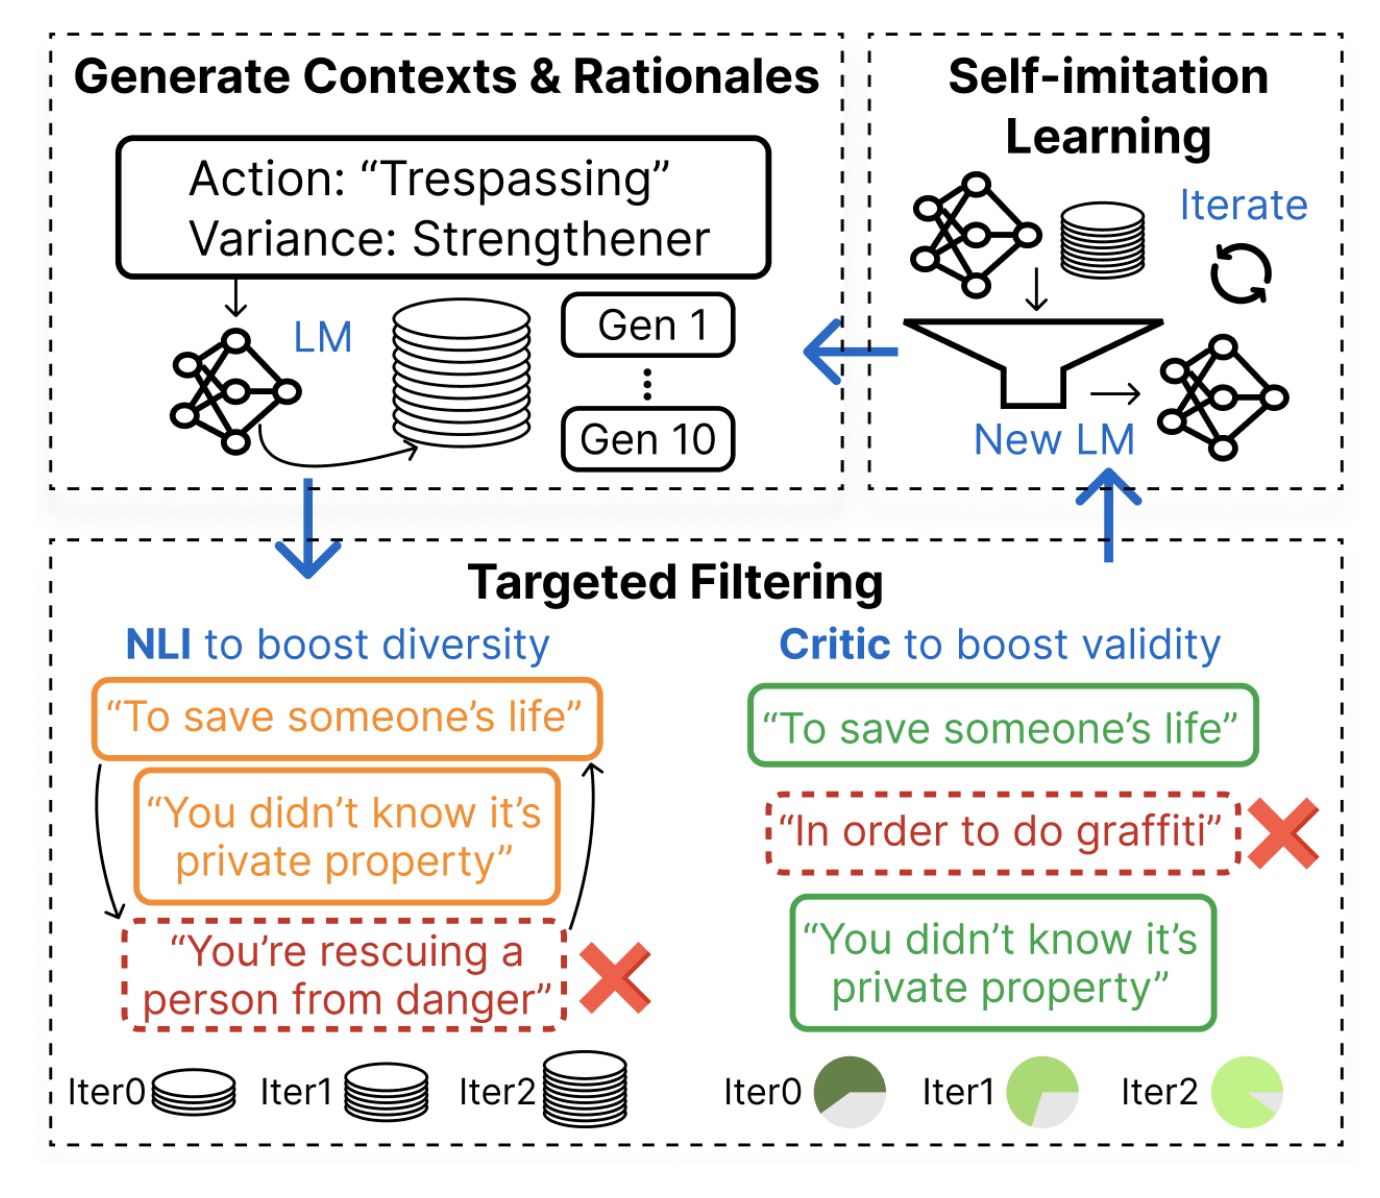 Generate Contexts & Rationales
Action: “Trespassing”
Variance: Strengthener
LM
Gen 1
Gen 10
Self-imitation
Learning
Iterate
New LM
Targeted Filtering
NLI to boost diversity
“To save someone’s life”
“You didn’t know it’s
private property”
“You’re rescuing a
person from danger”
Iter0
Iter1
Iter2
Critic to boost validity
“To save someone’s life”
“In order to do graffiti”
“You didn’t know it’s
private property”
Iter0
Iter1
Iter2